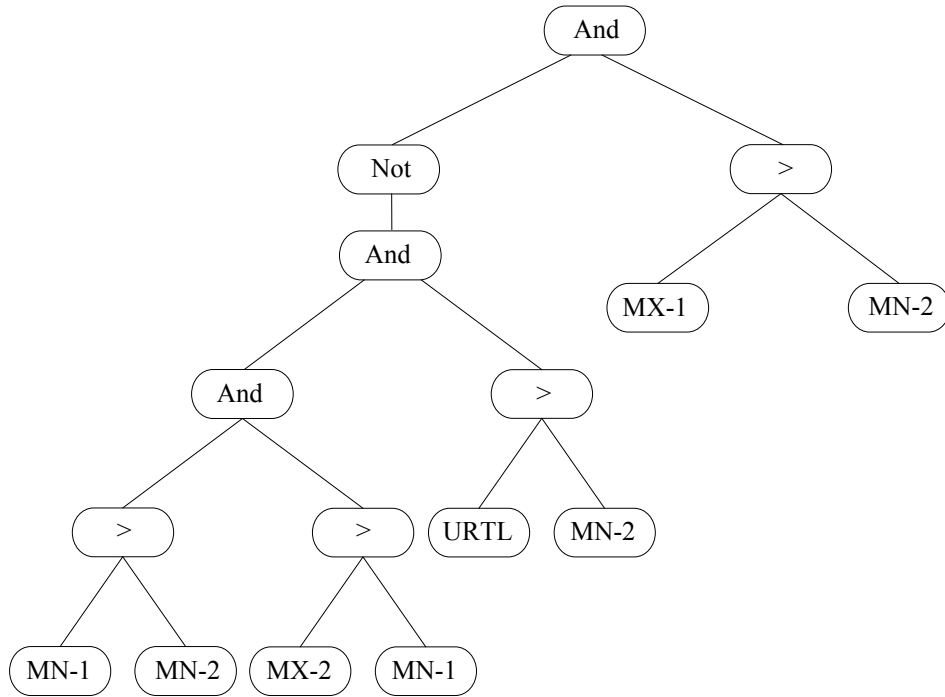 And
Not
>
And
MX-1
MN-2
And
>
>
>
URTL
MN-2
MN-1
MN-2
MX-2
MN-1